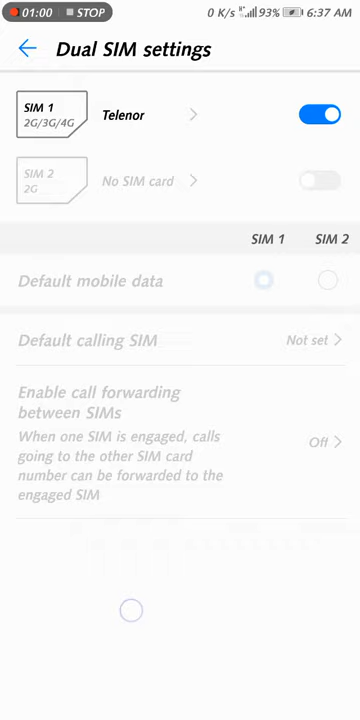 01:00 STOP 0 K/s 93% 6:37 AM
Dual SIM settings
SIM 1
2G/3G/4G
Telenor
SIM 2
2G
No SIM card
SIM 1 SIM 2
Default mobile data
Default calling SIM Not set
Enable call forwarding
between SIMs
When one SIM is engaged, calls
going to the other SIM card
number can be forwarded to the
engaged SIM
Off